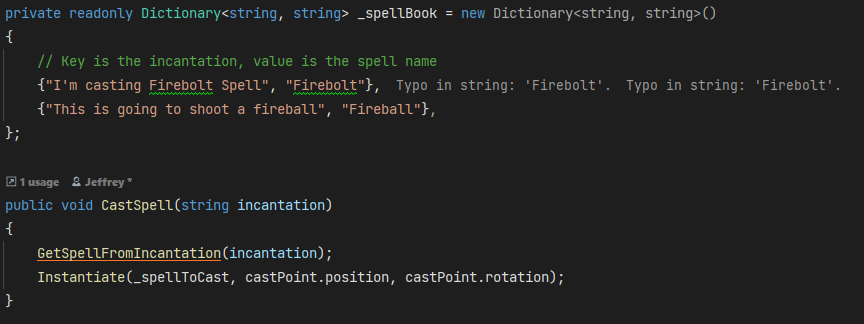 private readonly Dictionary<string, string> _spellBook = new Dictionary<string, string>()
{
// Key is the incantation, value is the spell name
{"I'm casting Firebolt Spell", "Firebolt"}, Typo in string: 'Firebolt'. Typo in string: 'Firebolt'.
{"This is going to shoot a fireball", "Fireball"},
};
1 usage Jeffrey *
public void CastSpell(string incantation)
{
GetSpellFromIncantation(incantation);
Instantiate(_spellToCast, castPoint.position, castPoint.rotation);
}